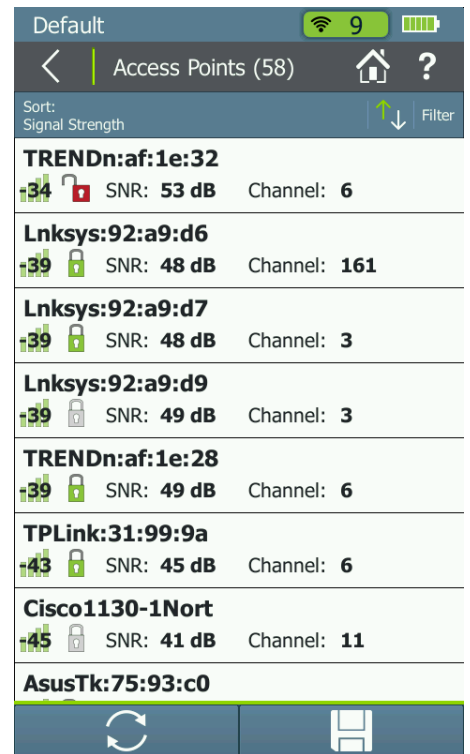 Default 9
Access Points (58) ?
Sort:
Signal Strength Filter
TRENDn:af:1e:32
-34 SNR: 53 dB Channel: 6
Lnksys:92:a9:d6
-39 SNR: 48 dB Channel: 161
Lnksys:92:a9:d7
-39 SNR: 48 dB Channel: 3
Lnksys:92:a9:d9
-39 SNR: 49 dB Channel: 3
TRENDn:af:1e:28
-39 SNR: 49 dB Channel: 6
TPLink:31:99:9a
-43 SNR: 45 dB Channel: 6
Cisco1130-1Nort
-45 SNR: 41 dB Channel: 11
AsusTk:75:93:c0